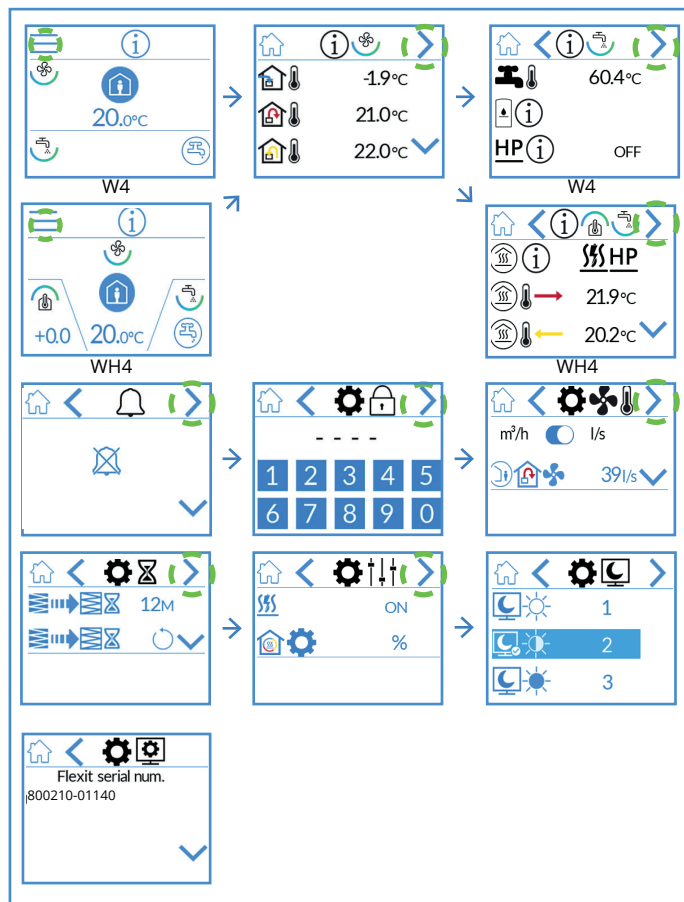 20.0°C
W4
-1.9°C
21.0°C
22.0°C
60.4°C
HP OFF
W4
+0.0 20.0°C
WH4
HP
21.9°C
20.2°C
WH4
- - - -
1 2 3 4 5
6 7 8 9 0
m³/h l/s
39 l/s
12M
ON
%
1
2
3
Flexit serial num.
800210-01140